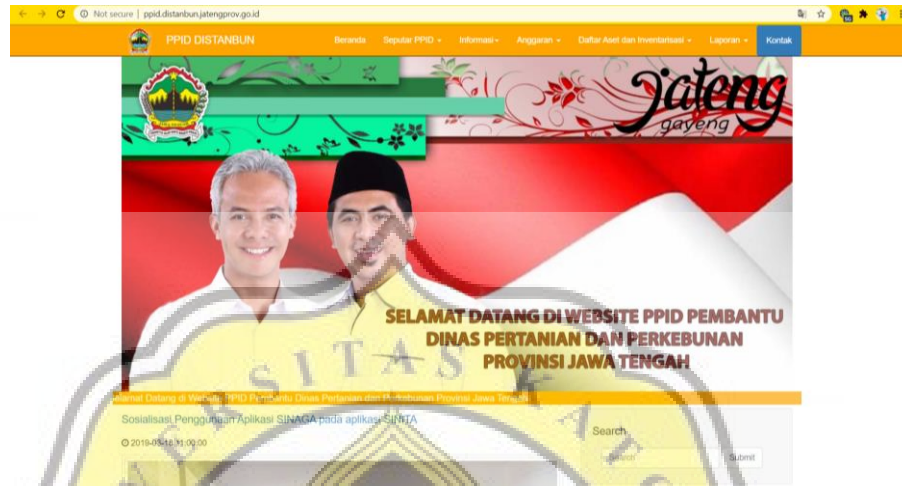 Not secure | ppid.distanbun.jatengprov.go.id
PPID DISTANBUN Beranda Seputar PPID Informasi Anggaran Daftar Aset dan Inventarisasi Laporan Kontak
jateng
gayeng
SELAMAT DATANG DI WEBSITE PPID PEMBANTU
DINAS PERTANIAN DAN PERKEBUNAN
PROVINSI JAWA TENGAH
Selamat Datang di Website PPID Pembantu Dinas Pertanian dan Perkebunan Provinsi Jawa Tengah
Sosialisasi Penggunaan Aplikasi SINAGA pada aplikasi SINITA
Search
Search Submit